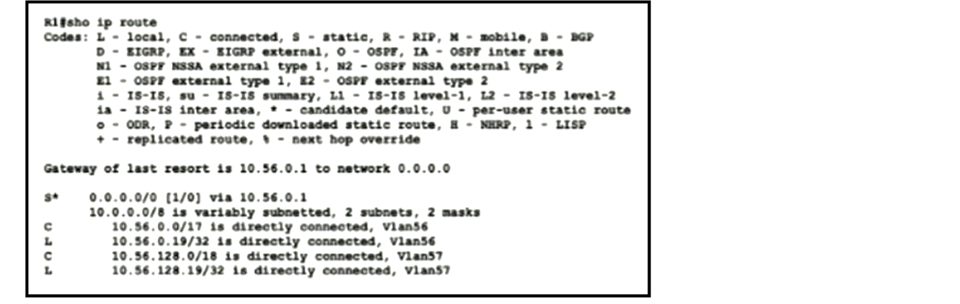 R1#sho ip route
Codes: L - local, C - connected, S - static, R - RIP, M - mobile, B - BGP
D - EIGRP, EX - EIGRP external, O - OSPF, IA - OSPF inter area
N1 - OSPF NSSA external type 1, N2 - OSPF NSSA external type 2
E1 - OSPF external type 1, E2 - OSPF external type 2
i - IS-IS, su - IS-IS summary, L1 - IS-IS level-1, L2 - IS-IS level-2
ia - IS-IS inter area, * - candidate default, U - per-user static route
o - ODR, P - periodic downloaded static route, H - NHRP, l - LISP
+ - replicated route, % - next hop override
Gateway of last resort is 10.56.0.1 to network 0.0.0.0
S* 0.0.0.0/0 [1/0] via 10.56.0.1
10.0.0.0/8 is variably subnetted, 2 subnets, 2 masks
C 10.56.0.0/17 is directly connected, Vlan56
L 10.56.0.19/32 is directly connected, Vlan56
C 10.56.128.0/18 is directly connected, Vlan57
L 10.56.128.19/32 is directly connected, Vlan57